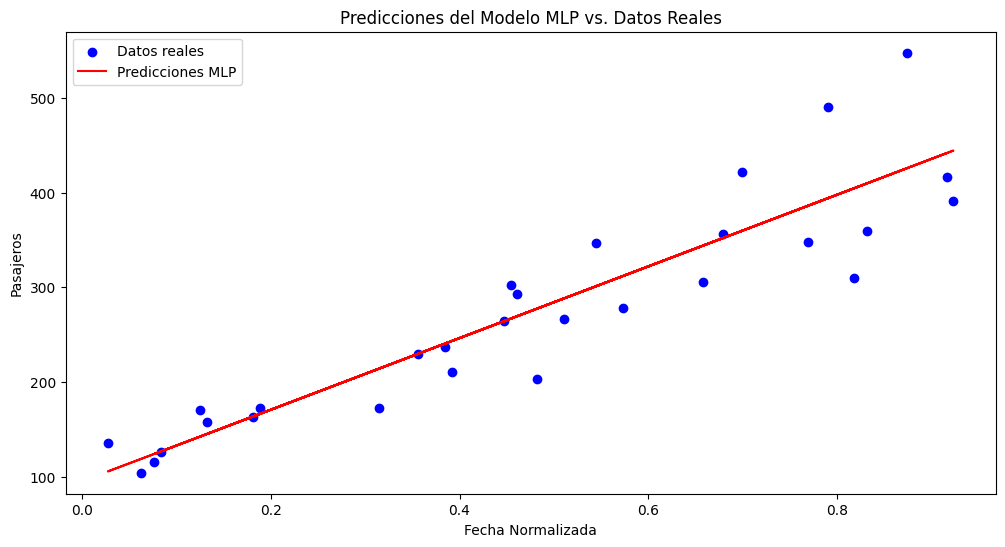 Predicciones del Modelo MLP vs. Datos Reales
Datos reales
Predicciones MLP
500
400
300
200
100
Pasajeros
0.0
0.2
0.4
0.6
0.8
Fecha Normalizada